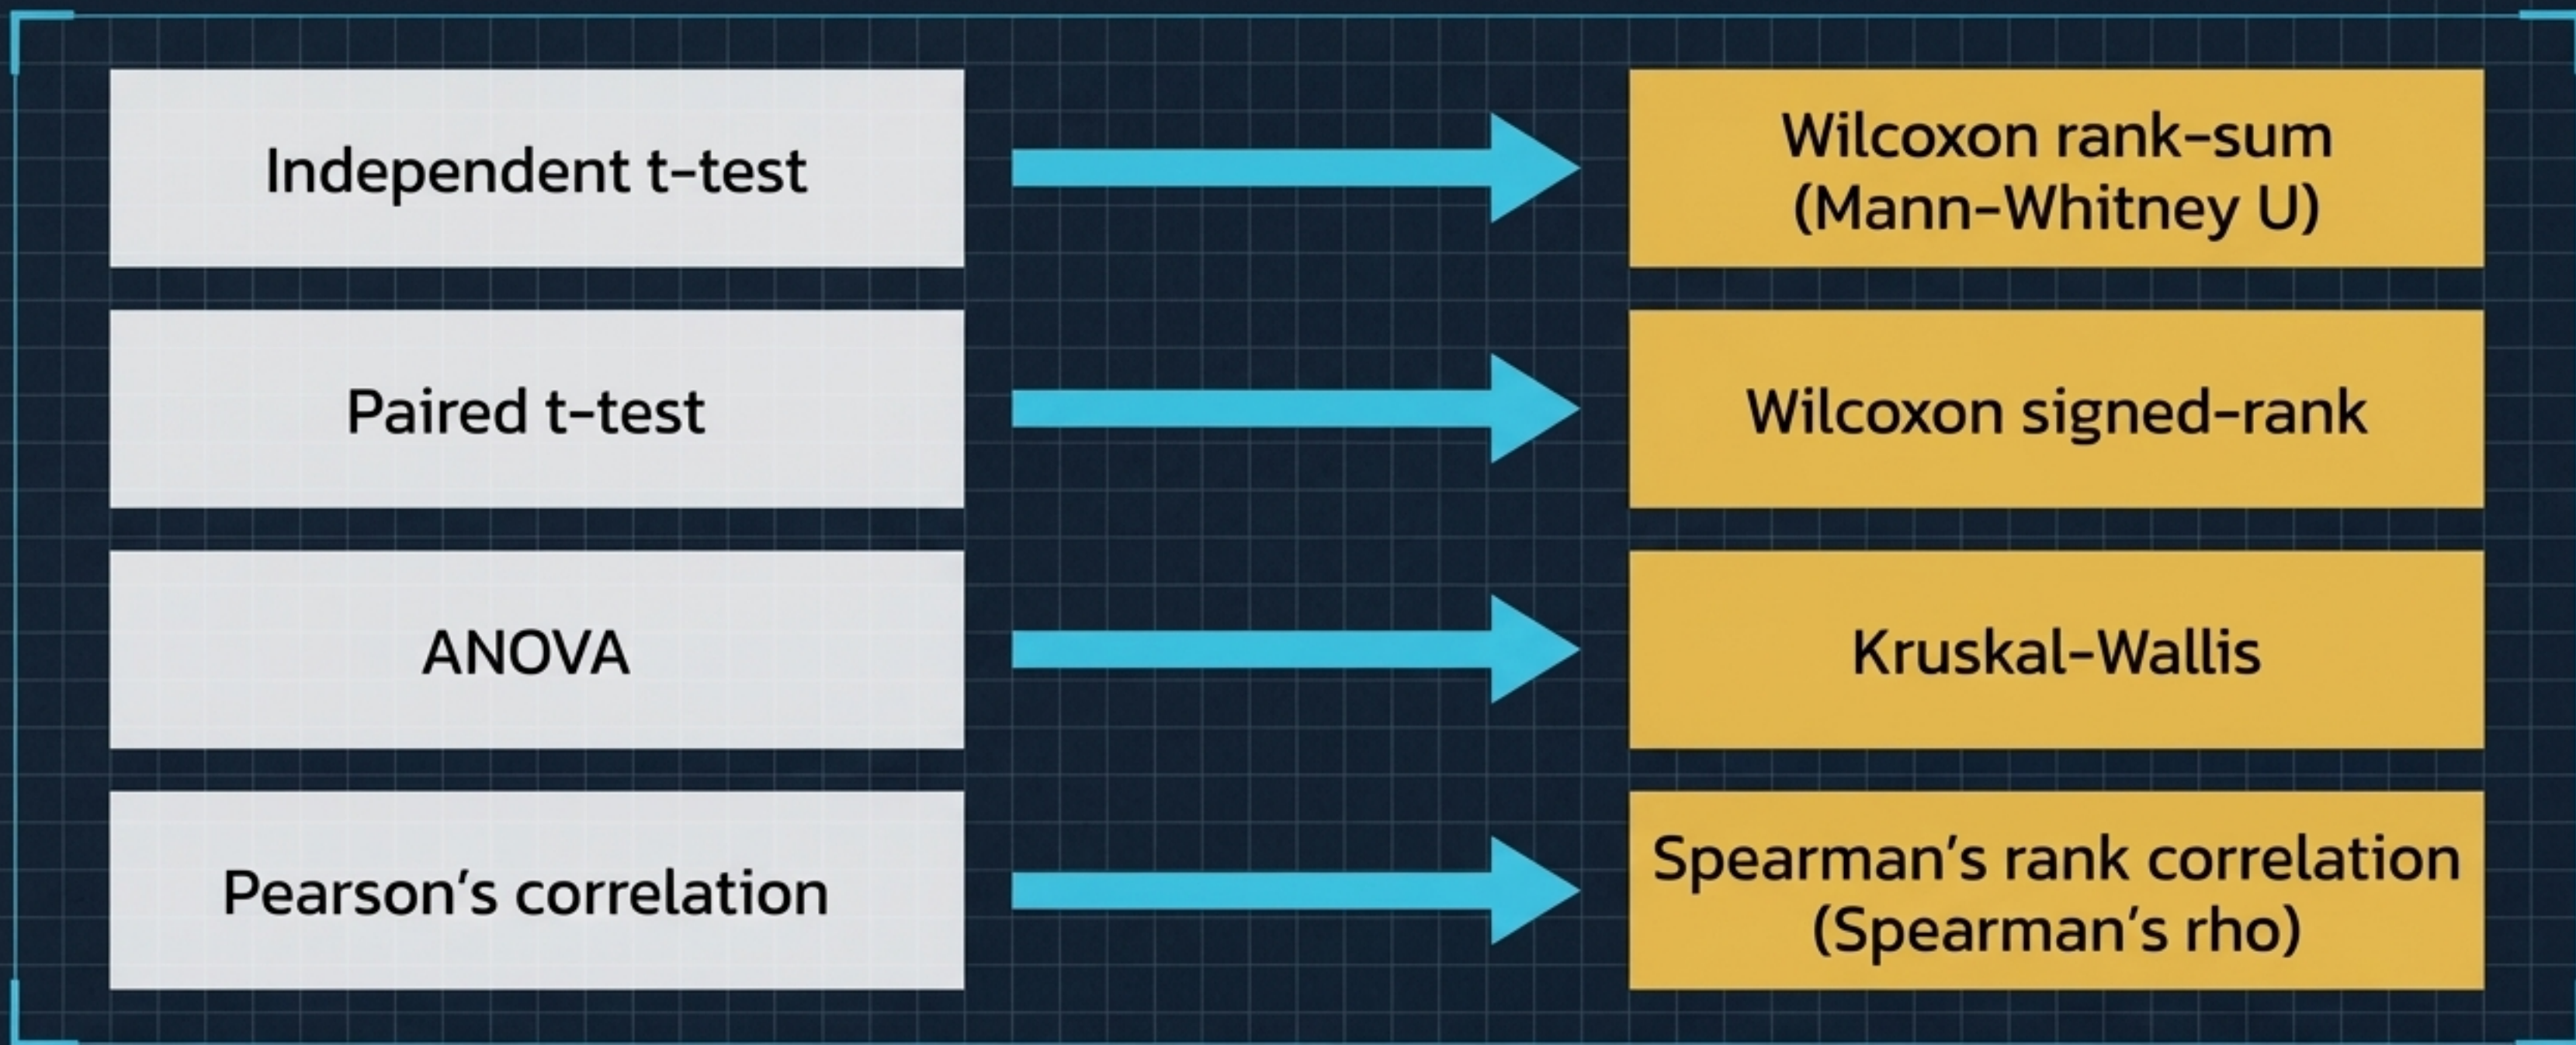 Independent t-test
Wilcoxon rank-sum
(Mann-Whitney U)
Paired t-test
Wilcoxon signed-rank
ANOVA
Kruskal-Wallis
Pearson’s correlation
Spearman’s rank correlation
(Spearman’s rho)